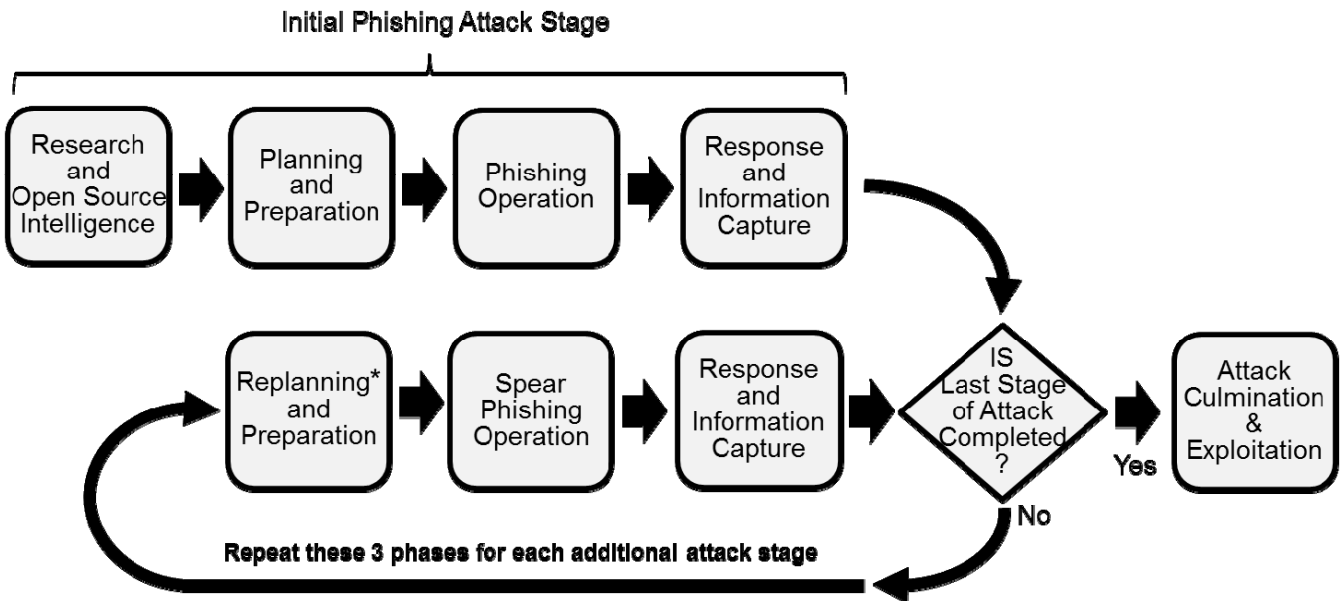 Initial Phishing Attack Stage
Research
and
Open Source
Intelligence
Planning
and
Preparation
Phishing
Operation
Response
and
Information
Capture
Replanning*
and
Preparation
Spear
Phishing
Operation
Response
and
Information
Capture
IS
Last Stage
of Attack
Completed
?
Yes
No
Attack
Culmination
&
Exploitation
Repeat these 3 phases for each additional attack stage